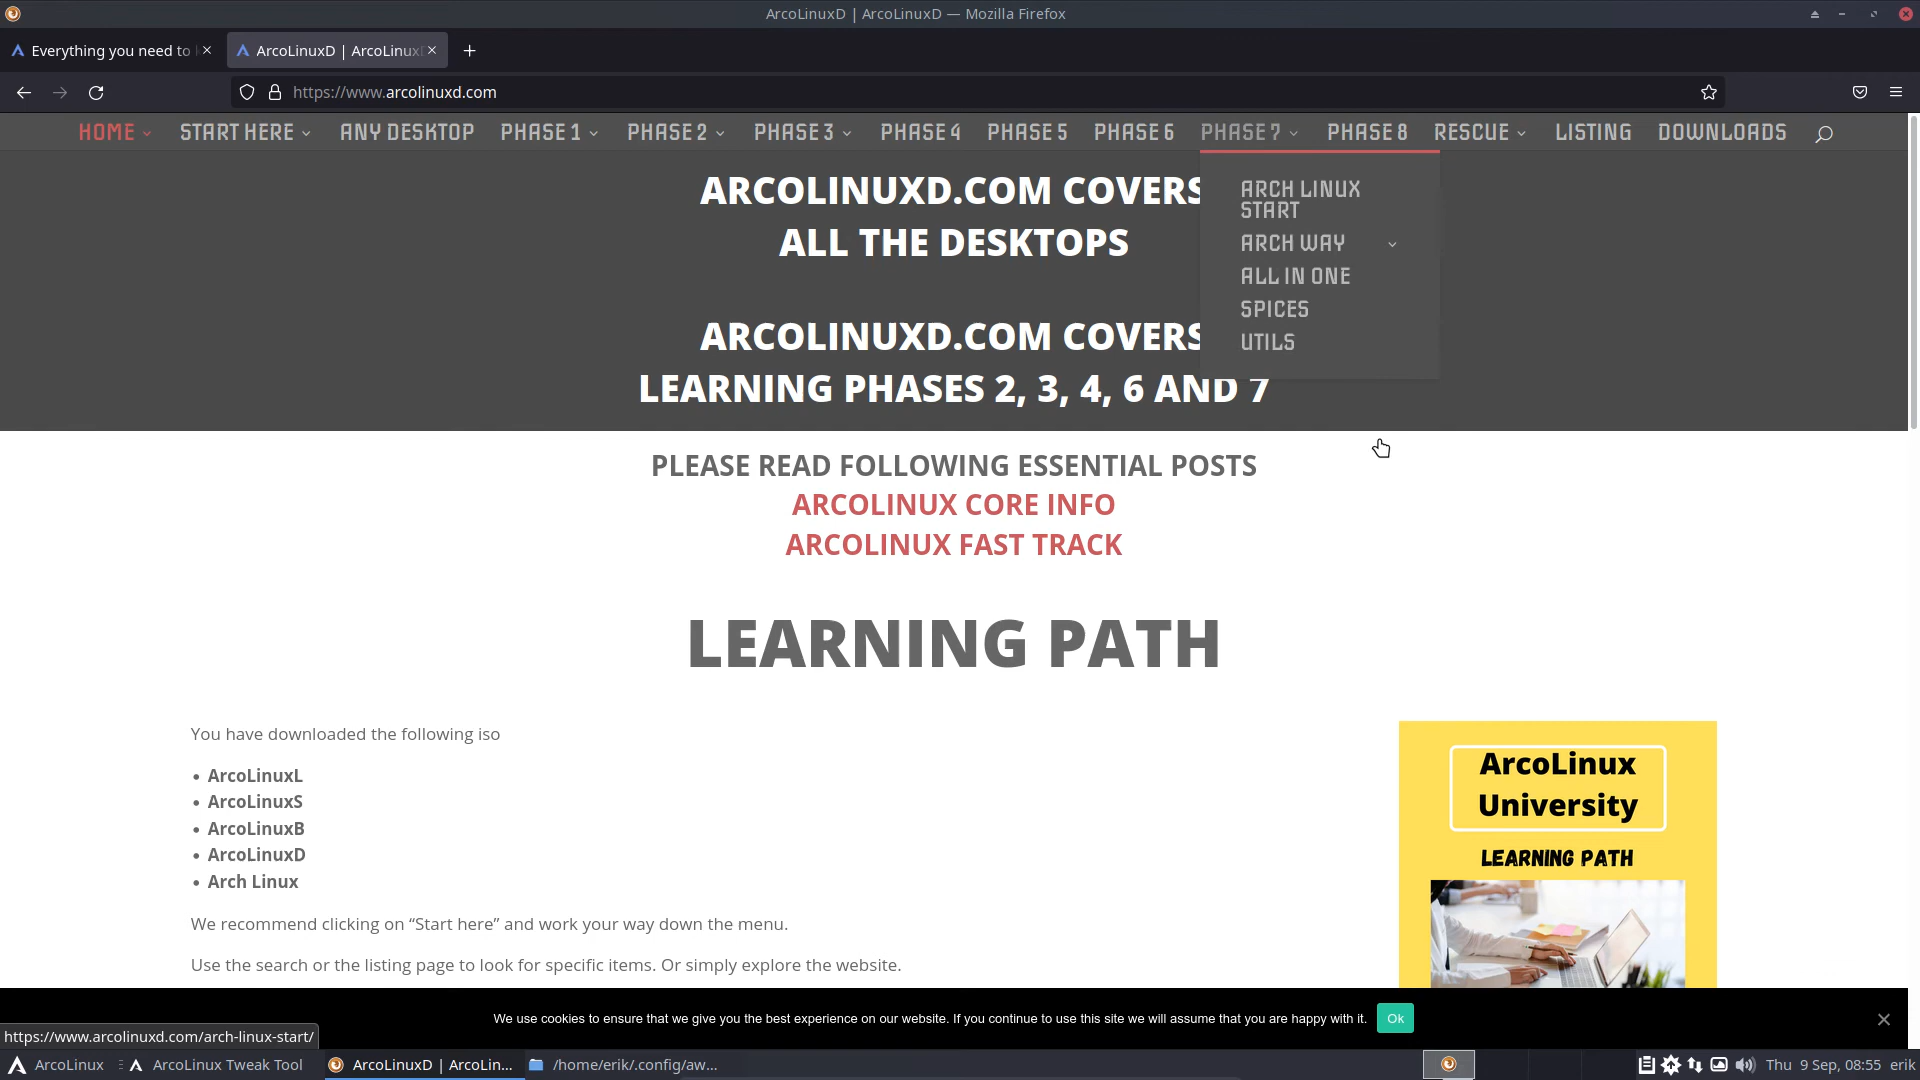 ArcoLinuxD | ArcoLinuxD — Mozilla Firefox
Everything you need to
ArcoLinuxD | ArcoLinux
https://www.arcolinuxd.com
HOME START HERE ANY DESKTOP PHASE 1 PHASE 2 PHASE 3 PHASE 4 PHASE 5 PHASE 6 PHASE 7 PHASE 8 RESCUE LISTING DOWNLOADS
ARCH LINUX
START
ARCH WAY
ALL IN ONE
SPICES
UTILS
ARCOLINUXD.COM COVERS
ALL THE DESKTOPS
ARCOLINUXD.COM COVERS
LEARNING PHASES 2, 3, 4, 6 AND 7
PLEASE READ FOLLOWING ESSENTIAL POSTS
ARCOLINUX CORE INFO
ARCOLINUX FAST TRACK
LEARNING PATH
You have downloaded the following iso
• ArcoLinuxL
• ArcoLinuxS
• ArcoLinuxB
• ArcoLinuxD
• Arch Linux
We recommend clicking on “Start here” and work your way down the menu.
Use the search or the listing page to look for specific items. Or simply explore the website.
ArcoLinux
University
LEARNING PATH
We use cookies to ensure that we give you the best experience on our website. If you continue to use this site we will assume that you are happy with it. Ok
https://www.arcolinuxd.com/arch-linux-start/
ArcoLinux ArcoLinux Tweak Tool ArcoLinuxD | ArcoLin... /home/erik/.config/aw... Thu 9 Sep, 08:55 erik